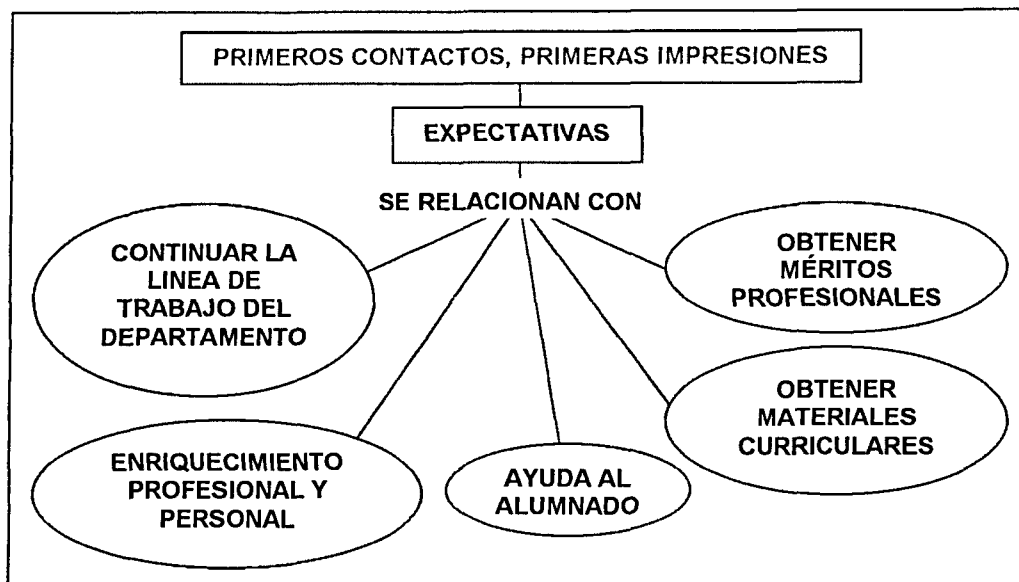 PRIMEROS CONTACTOS, PRIMERAS IMPRESIONES
EXPECTATIVAS
SE RELACIONAN CON
CONTINUAR LA
LINEA DE
TRABAJO DEL
DEPARTAMENTO
OBTENER
MÉRITOS
PROFESIONALES
ENRIQUECIMIENTO
PROFESIONAL Y
PERSONAL
AYUDA AL
ALUMNADO
OBTENER
MATERIALES
CURRICULARES